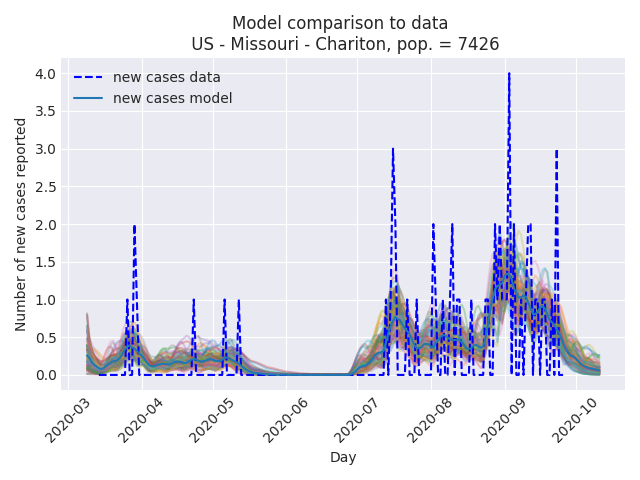 Model comparison to data
US - Missouri - Chariton, pop. = 7426
new cases data
new cases model
Number of new cases reported
4.0
3.5
3.0
2.5
2.0
1.5
1.0
0.5
0.0
2020-03
2020-04
2020-05
2020-06
2020-07
2020-08
2020-09
2020-10
Day